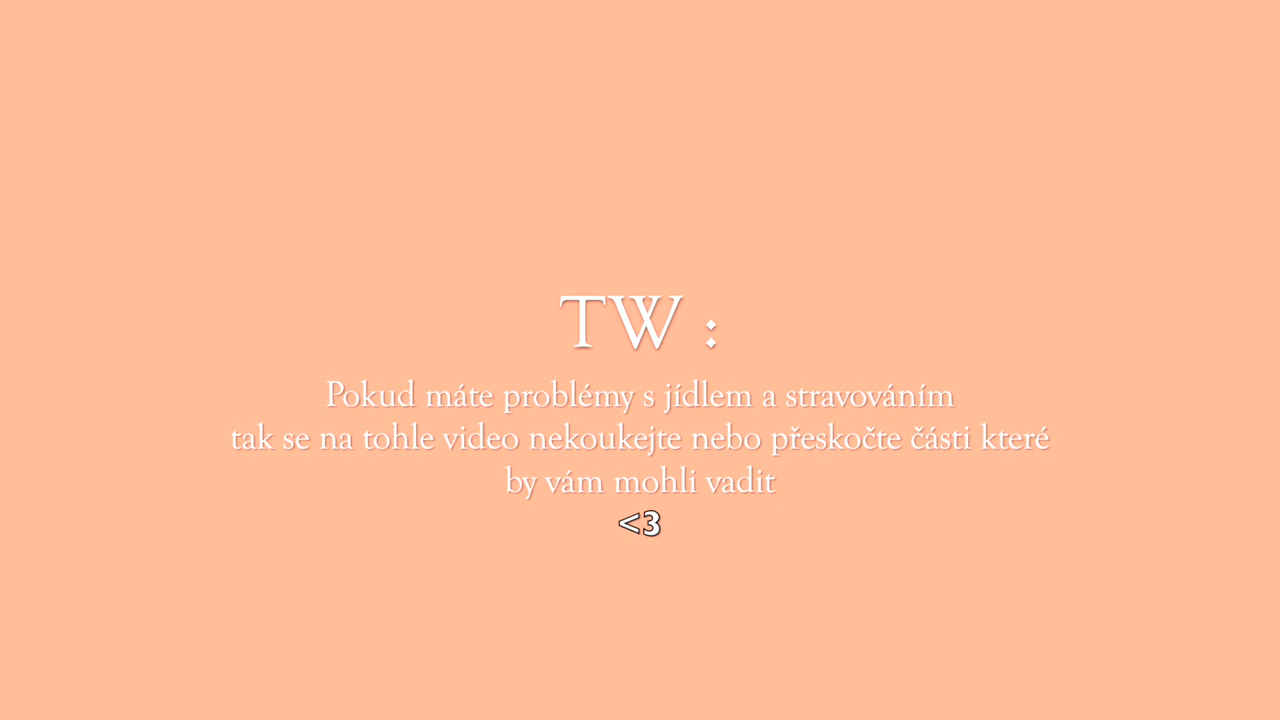 TW :
Pokud máte problémy s jídlem a stravováním
tak se na tohle video nekoukejte nebo přeskočte části které
by vám mohli vadit
<3